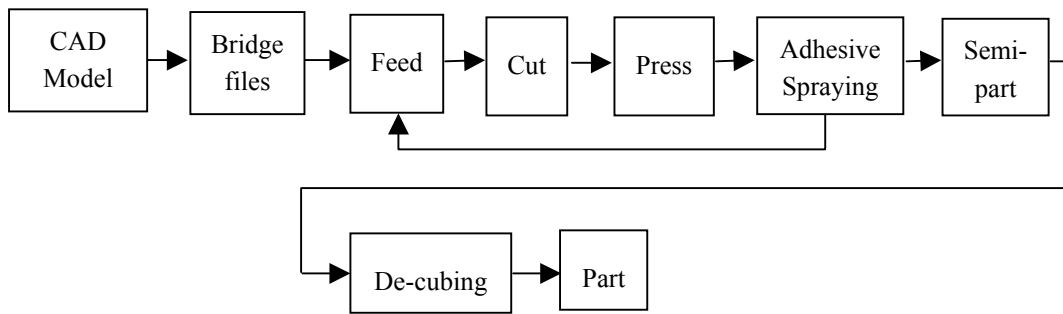 CAD
Model
Bridge
files
Feed
Cut
Press
Adhesive
Spraying
Semi-
part
De-cubing
Part